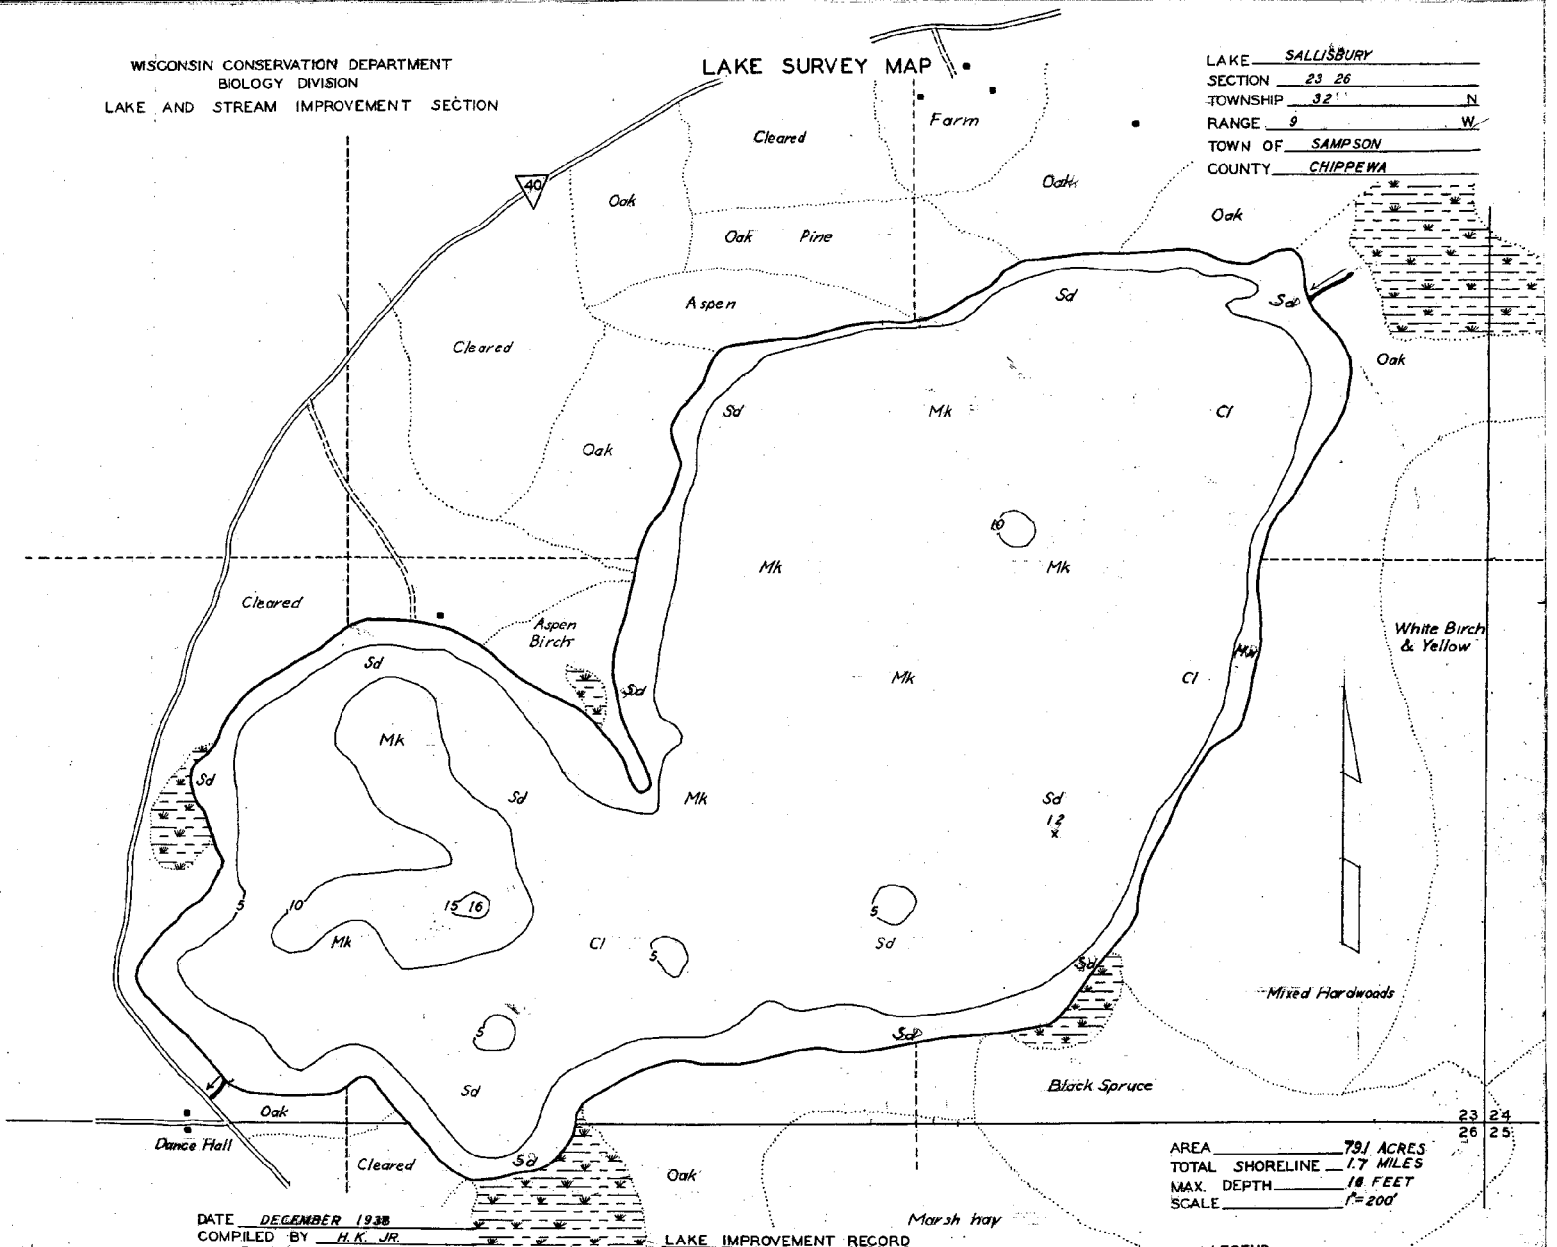 WISCONSIN CONSERVATION DEPARTMENT
BIOLOGY DIVISION
LAKE AND STREAM IMPROVEMENT SECTION
LAKE SURVEY MAP
LAKE SALLISBURY
SECTION 23 26
TOWNSHIP 32 N
RANGE 9 W
TOWN OF SAMPSON
COUNTY CHIPPEWA
Farm
Cleared
40
Oak
Oak
Oak
Oak Pine
Aspen
Sd
Sd
Cleared
Oak
Sd
Mk
Cl
Oak
10
Mk
Mk
Cleared
Aspen
Birch
White Birch
& Yellow
Mk
Cl
Sd
Sd
Mk
Sd
Sd
Mk
Sd
12
x
5
10
15 16
5
Mk
Cl
5
Sd
Sd
Mixed Hardwoods
5
Sd
Sd
Black Spruce
Oak
Dance Hall
Cleared
Sd
Oak
23 24
26 25
AREA 79.1 ACRES
TOTAL SHORELINE 1.7 MILES
MAX. DEPTH 16 FEET
SCALE 1"=200'
DATE DECEMBER 1938
COMPILED BY H.K. JR.
Marsh hay
LAKE IMPROVEMENT RECORD
LEGEND